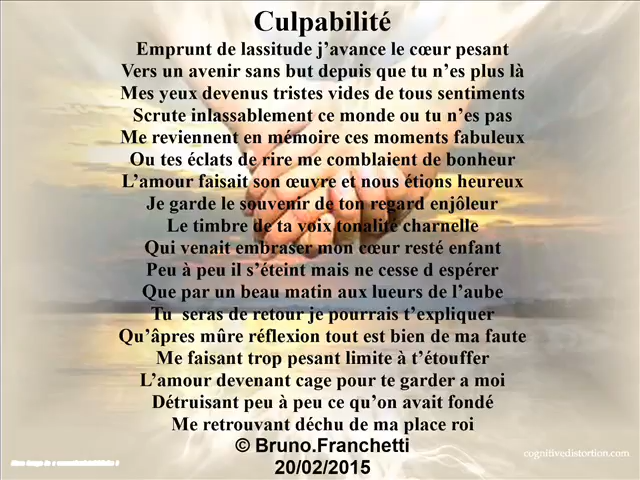 Culpabilité
Emprunt de lassitude j’avance le cœur pesant
Vers un avenir sans but depuis que tu n’es plus là
Mes yeux devenus tristes vides de tous sentiments
Scrute inlassablement ce monde ou tu n’es pas
Me reviennent en mémoire ces moments fabuleux
Ou tes éclats de rire me comblaient de bonheur
L’amour faisait son œuvre et nous étions heureux
Je garde le souvenir de ton regard enjôleur
Le timbre de ta voix tonalité charnelle
Qui venait embraser mon cœur resté enfant
Peu à peu il s’éteint mais ne cesse d espérer
Que par un beau matin aux lueurs de l’aube
Tu  seras de retour je pourrais t’expliquer
Qu’âpres mûre réflexion tout est bien de ma faute
Me faisant trop pesant limite à t’étouffer
L’amour devenant cage pour te garder a moi
Détruisant peu à peu ce qu’on avait fondé
Me retrouvant déchu de ma place roi
© Bruno.Franchetti
20/02/2015
cognitivedistortion.com